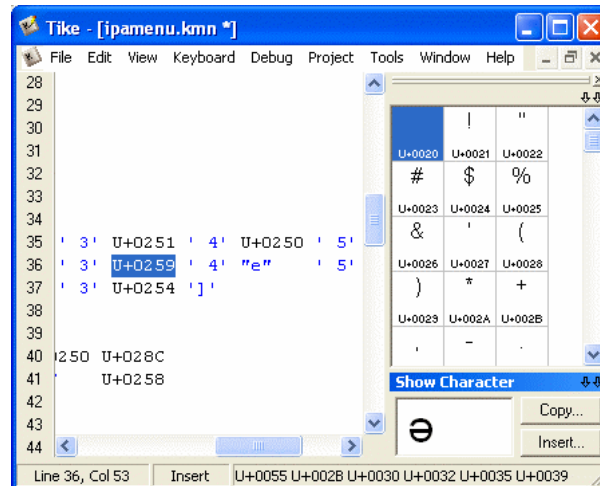 Tike - [ipamenu.kmn *]
File Edit View Keyboard Debug Project Tools Window Help
28
29
30
31
32
33
34
35 ' 3' U+0251 ' 4' U+0250 ' 5'
36 ' 3' U+0259 ' 4' "e" ' 5'
37 ' 3' U+0254 ']'
38
39
40 0250 U+028C
41 ' U+0258
42
43
44
! "
U+0020 U+0021 U+0022
# $ %
U+0023 U+0024 U+0025
& ' (
U+0026 U+0027 U+0028
) * +
U+0029 U+002A U+002B
, - .
Show Character
ə
Copy...
Insert...
Line 36, Col 53 Insert U+0055 U+002B U+0030 U+0032 U+0035 U+0039